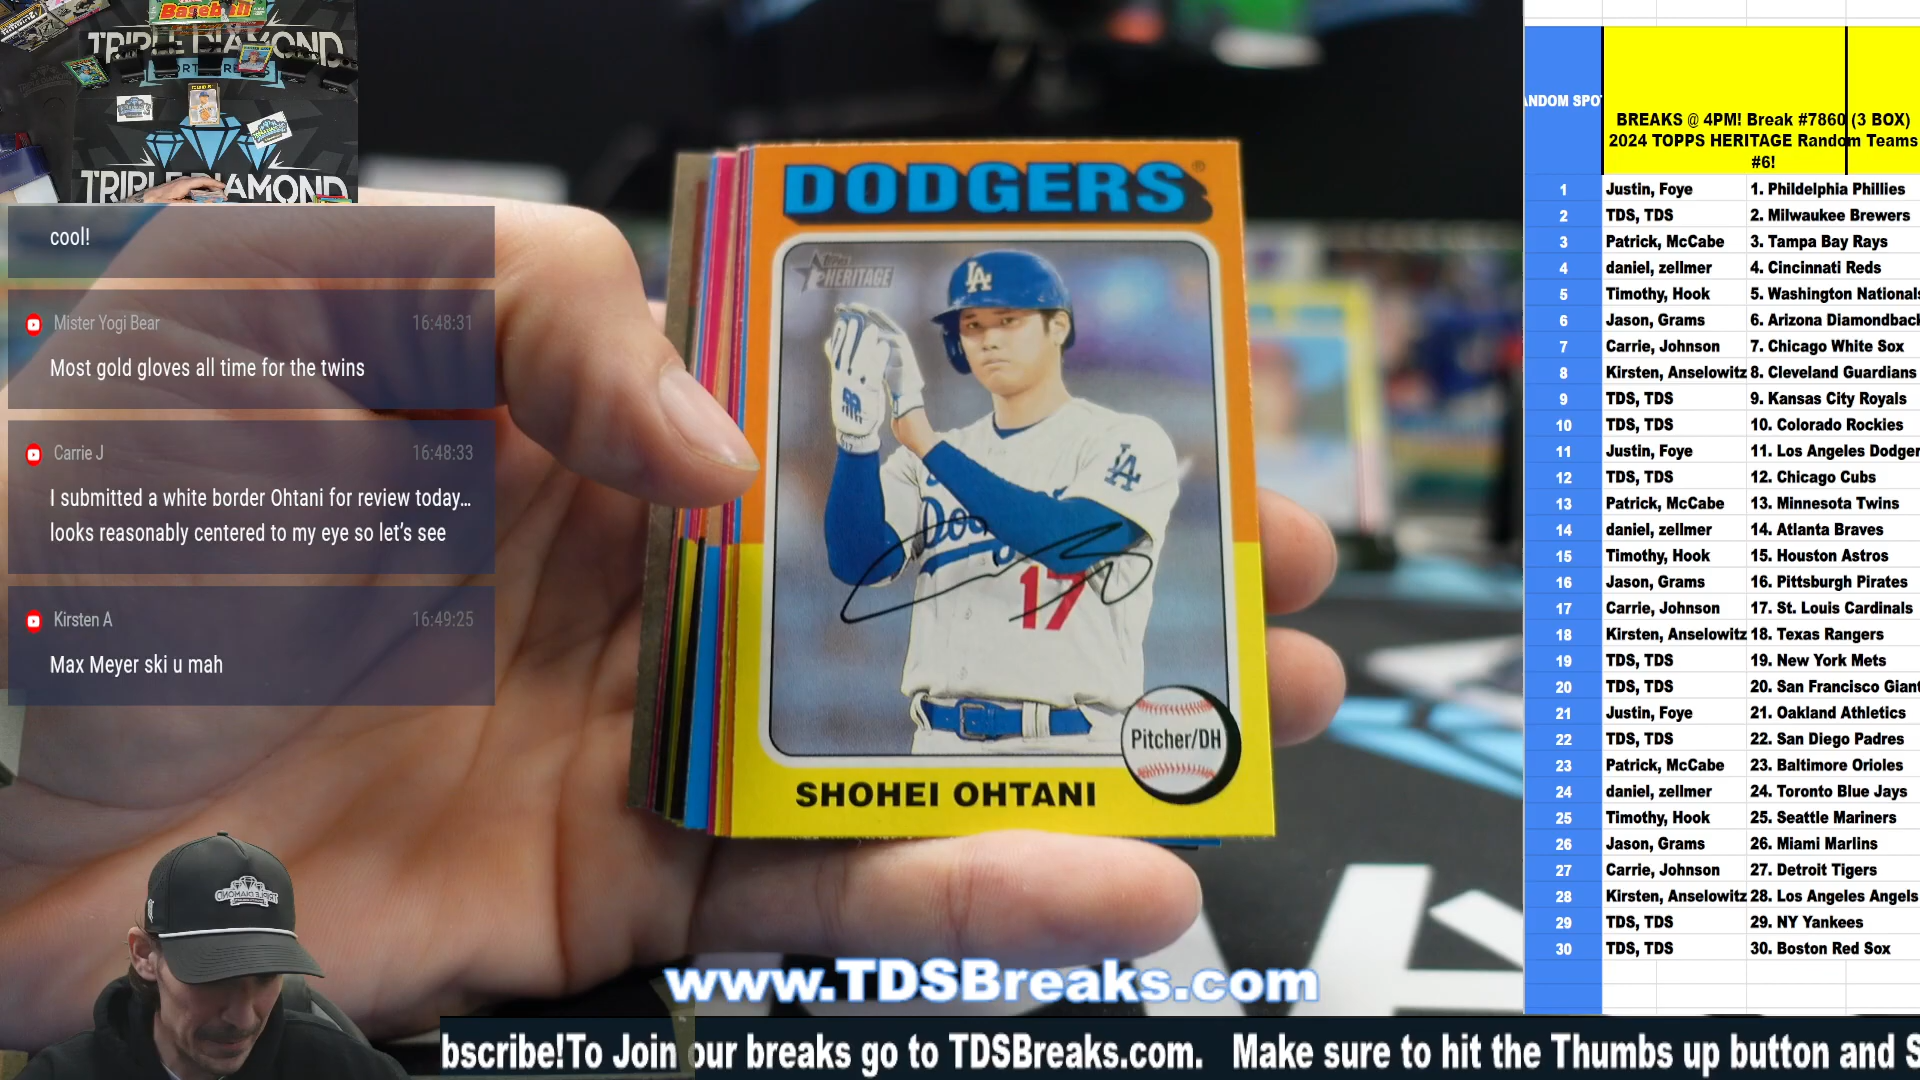 Baseball
TRIPLE DIAMOND
TRIPLE DIAMOND
cool!
Mister Yogi Bear 16:48:31
Most gold gloves all time for the twins
Carrie J 16:48:33
I submitted a white border Ohtani for review today…
looks reasonably centered to my eye so let's see
Kirsten A 16:49:25
Max Meyer ski u mah
DODGERS®
Topps
HERITAGE
LA
LA
Dodgers
17
Pitcher/DH
SHOHEI OHTANI
www.TDSBreaks.com
bscribe!To Join our breaks go to TDSBreaks.com. Make sure to hit the Thumbs up button and S
ANDOM SPO
BREAKS @ 4PM! Break #7860 (3 BOX)
2024 TOPPS HERITAGE Random Teams
#6!
1 Justin, Foye 1. Phildelphia Phillies
2 TDS, TDS 2. Milwaukee Brewers
3 Patrick, McCabe 3. Tampa Bay Rays
4 daniel, zellmer 4. Cincinnati Reds
5 Timothy, Hook 5. Washington Nationals
6 Jason, Grams 6. Arizona Diamondback
7 Carrie, Johnson 7. Chicago White Sox
8 Kirsten, Anselowitz 8. Cleveland Guardians
9 TDS, TDS 9. Kansas City Royals
10 TDS, TDS 10. Colorado Rockies
11 Justin, Foye 11. Los Angeles Dodger
12 TDS, TDS 12. Chicago Cubs
13 Patrick, McCabe 13. Minnesota Twins
14 daniel, zellmer 14. Atlanta Braves
15 Timothy, Hook 15. Houston Astros
16 Jason, Grams 16. Pittsburgh Pirates
17 Carrie, Johnson 17. St. Louis Cardinals
18 Kirsten, Anselowitz 18. Texas Rangers
19 TDS, TDS 19. New York Mets
20 TDS, TDS 20. San Francisco Giant
21 Justin, Foye 21. Oakland Athletics
22 TDS, TDS 22. San Diego Padres
23 Patrick, McCabe 23. Baltimore Orioles
24 daniel, zellmer 24. Toronto Blue Jays
25 Timothy, Hook 25. Seattle Mariners
26 Jason, Grams 26. Miami Marlins
27 Carrie, Johnson 27. Detroit Tigers
28 Kirsten, Anselowitz 28. Los Angeles Angels
29 TDS, TDS 29. NY Yankees
30 TDS, TDS 30. Boston Red Sox